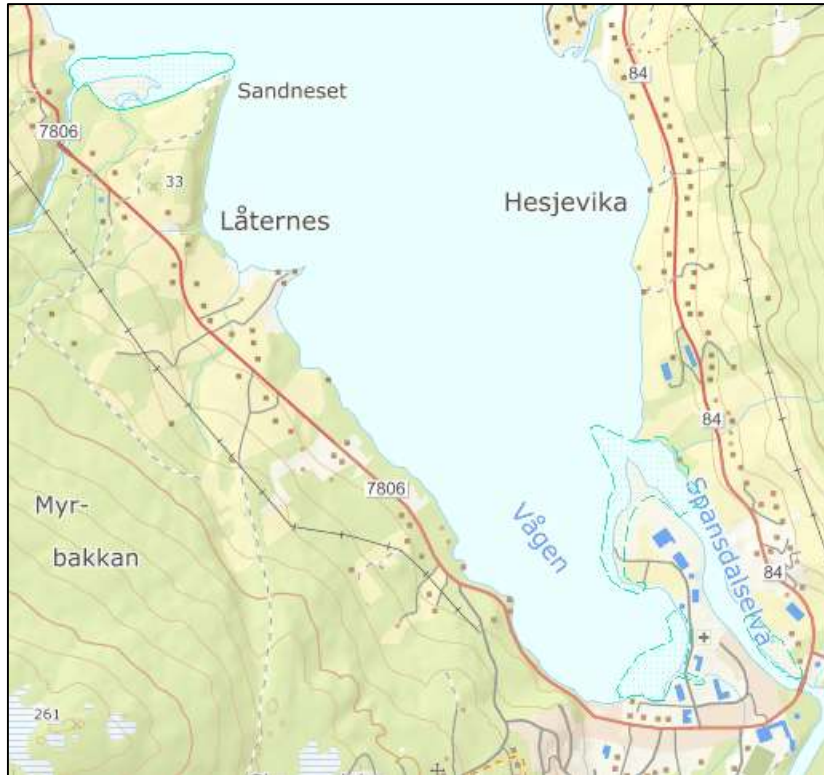 84
Sandneset
7806
33
Hesjevika
Låternes
84
7806
Myr-
bakkan
Vågen
Spansdalselva
84
261